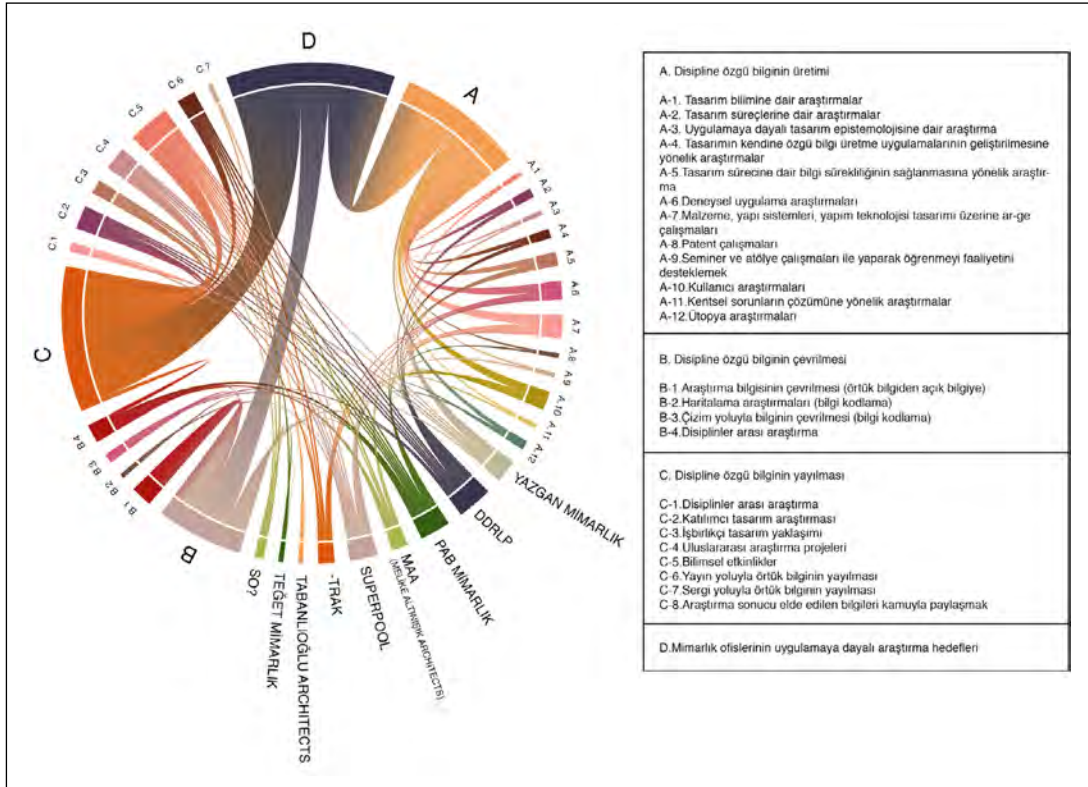 D
A
A.1
A.2
A.3
A.4
A.5
A.6
A.7
A.8
A.9
A.10
A.11
A.12
YAZGAN MİMARLIK
DDRLP
PAB MİMARLIK
MAA
(MELİKE ALTINIŞIK ARCHITECTS)
SUPERPOOL
-TRAK
TABANLIOĞLU ARCHITECTS
TEĞET MİMARLIK
SO?
B
B1
B2
B3
B4
C
C1
C.2
C.3
C.4
C.5
C.6
C.7
A. Disipline özgü bilginin üretimi
A-1. Tasarım bilimine dair araştırmalar
A-2. Tasarım süreçlerine dair araştırmalar
A-3. Uygulamaya dayalı tasarım epistemolojisine dair araştırma
A-4. Tasarımın kendine özgü bilgi üretme uygulamalarının geliştirilmesine
yönelik araştırmalar
A-5.Tasarım sürecine dair bilgi sürekliliğin sağlanmasına yönelik araştır-
ma
A-6.Deneysel uygulama araştırmaları
A-7.Malzeme, yapı sistemleri, yapım teknolojisi tasarımı üzerine ar-ge
çalışmaları
A-8.Patent çalışmaları
A-9.Seminer ve atölye çalışmaları ile yaparak öğrenmeyi faaliyetini
desteklemek
A-10.Kullanıcı araştırmaları
A-11.Kentsel sorunların çözümüne yönelik araştırmalar
A-12.Ütopya araştırmaları
B. Disipline özgü bilginin çevrilmesi
B-1.Araştırma bilgisinin çevrilmesi (örtük bilgiden açık bilgiye)
B-2.Haritalama araştırmaları (bilgi kodlama)
B-3.Çizim yoluyla bilginin çevrilmesi (bilgi kodlama)
B-4.Disiplinler arası araştırma
C. Disipline özgü bilginin yayılması
C-1.Disiplinler arası araştırma
C-2.Katılımcı tasarım araştırması
C-3.İşbirlikçi tasarım yaklaşımı
C-4.Uluslararası araştırma projeleri
C-5.Bilimsel etkinlikler
C-6.Yayın yoluyla örtük bilginin yayılması
C-7.Sergi yoluyla örtük bilginin yayılması
C-8.Araştırma sonucu elde edilen bilgileri kamuyla paylaşmak
D.Mimarlık ofislerinin uygulamaya dayalı araştırma hedefleri